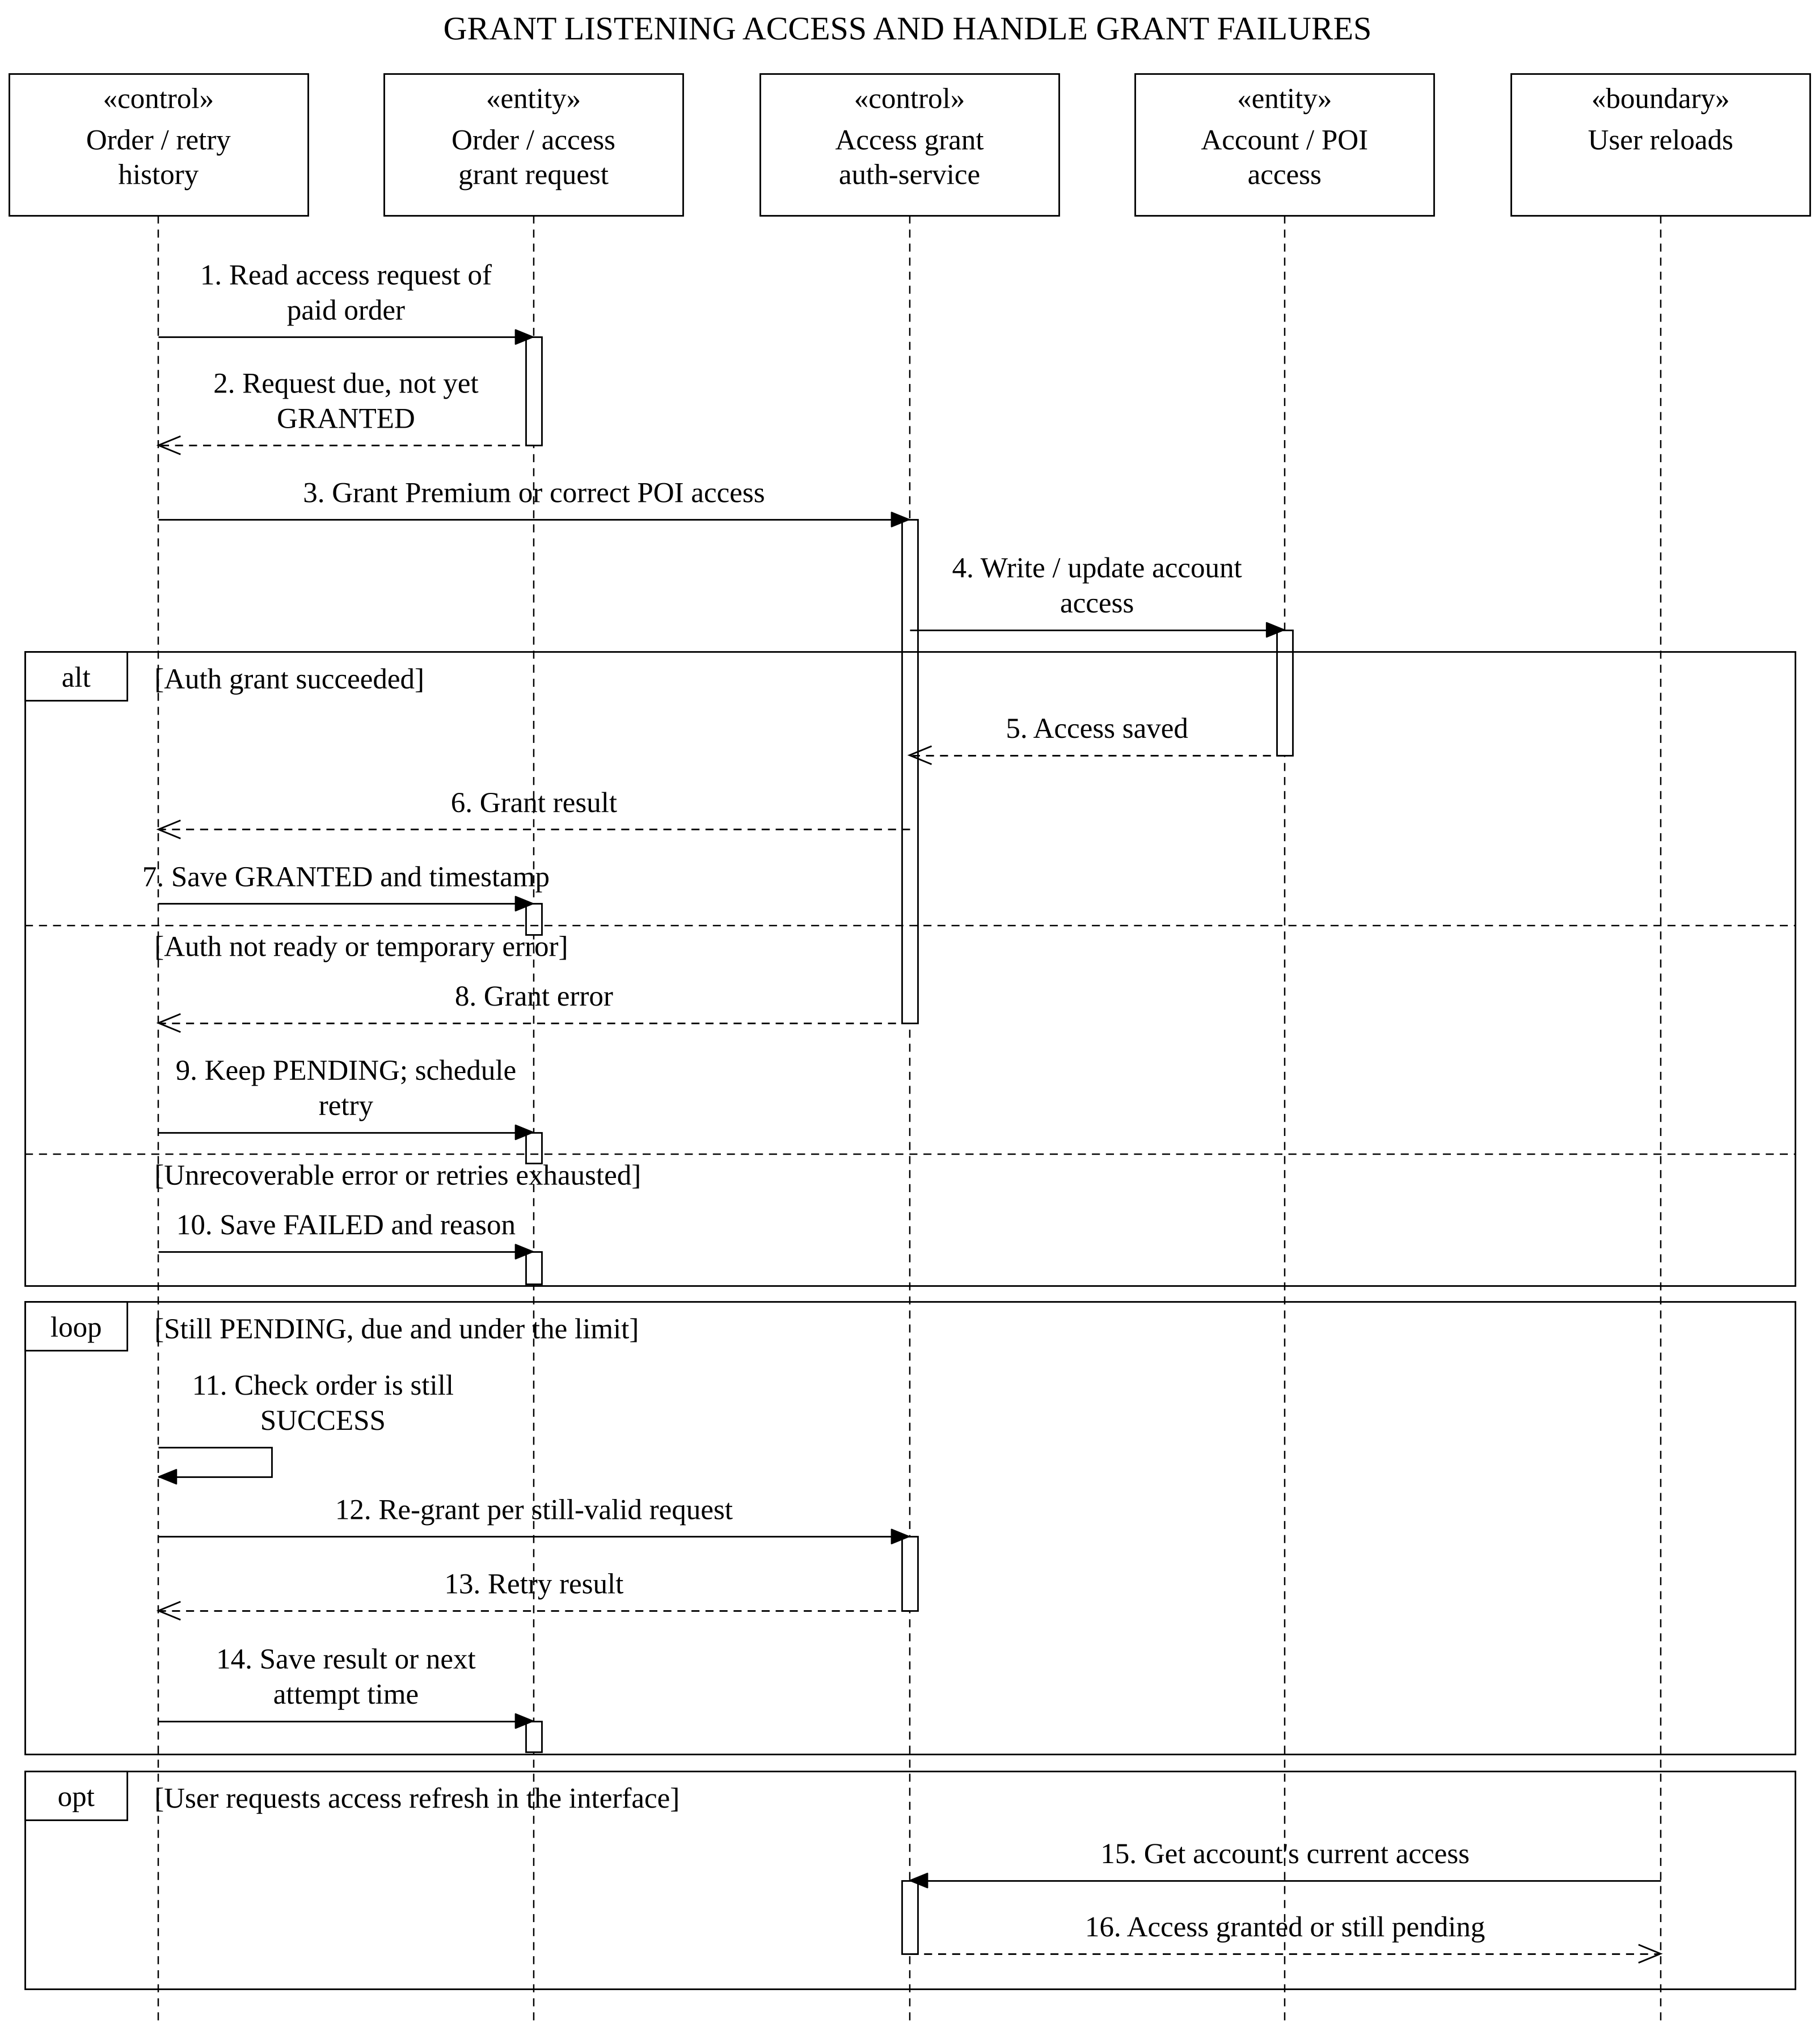 GRANT LISTENING ACCESS AND HANDLE GRANT FAILURES
«control»
Order / retry
history
«entity»
Order / access
grant request
«control»
Access grant
auth-service
«entity»
Account / POI
access
«boundary»
User reloads
1. Read access request of
paid order
2. Request due, not yet
GRANTED
3. Grant Premium or correct POI access
4. Write / update account
access
alt
[Auth grant succeeded]
5. Access saved
6. Grant result
7. Save GRANTED and timestamp
[Auth not ready or temporary error]
8. Grant error
9. Keep PENDING; schedule
retry
[Unrecoverable error or retries exhausted]
10. Save FAILED and reason
loop
[Still PENDING, due and under the limit]
11. Check order is still
SUCCESS
12. Re-grant per still-valid request
13. Retry result
14. Save result or next
attempt time
opt
[User requests access refresh in the interface]
15. Get account's current access
16. Access granted or still pending